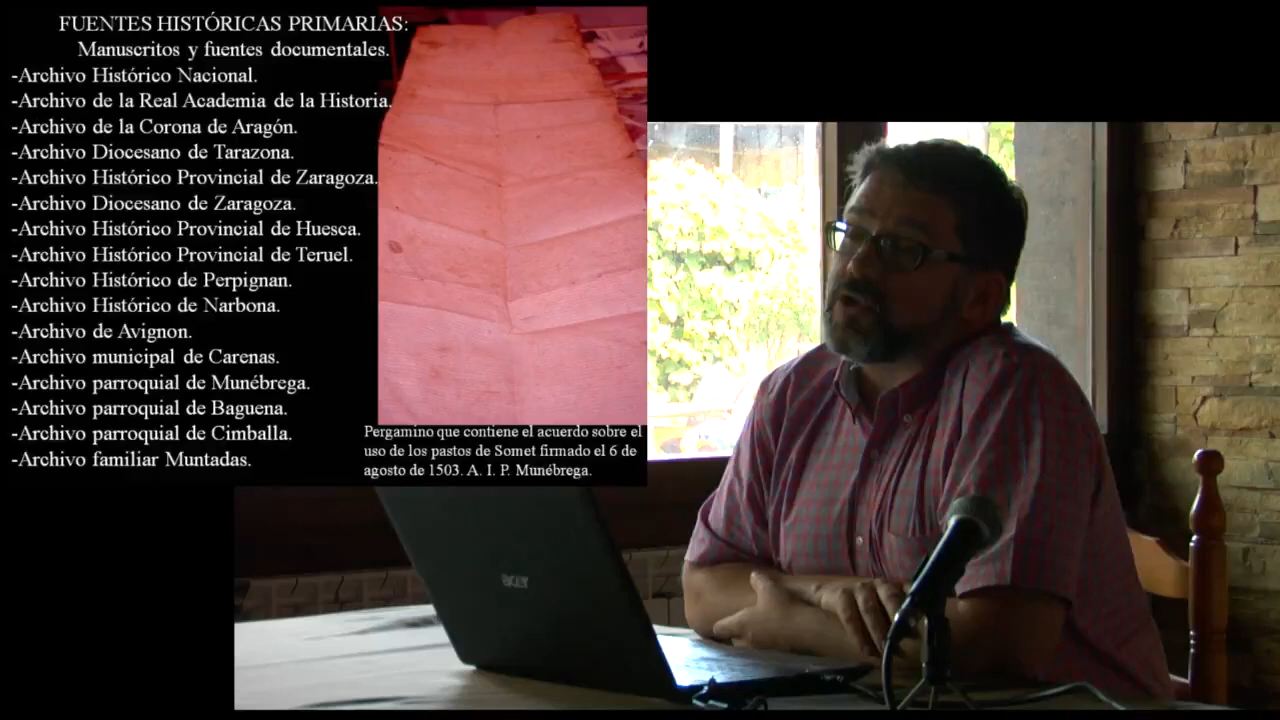 FUENTES HISTÓRICAS PRIMARIAS:
Manuscritos y fuentes documentales.
-Archivo Histórico Nacional.
-Archivo de la Real Academia de la Historia.
-Archivo de la Corona de Aragón.
-Archivo Diocesano de Tarazona.
-Archivo Histórico Provincial de Zaragoza.
-Archivo Diocesano de Zaragoza.
-Archivo Histórico Provincial de Huesca.
-Archivo Histórico Provincial de Teruel.
-Archivo Histórico de Perpignan.
-Archivo Histórico de Narbona.
-Archivo de Avignon.
-Archivo municipal de Carenas.
-Archivo parroquial de Munébrega.
-Archivo parroquial de Baguena.
-Archivo parroquial de Cimballa.
-Archivo familiar Muntadas.
Pergamino que contiene el acuerdo sobre el
uso de los pastos de Somet firmado el 6 de
agosto de 1503. A. I. P. Munébrega.
acer